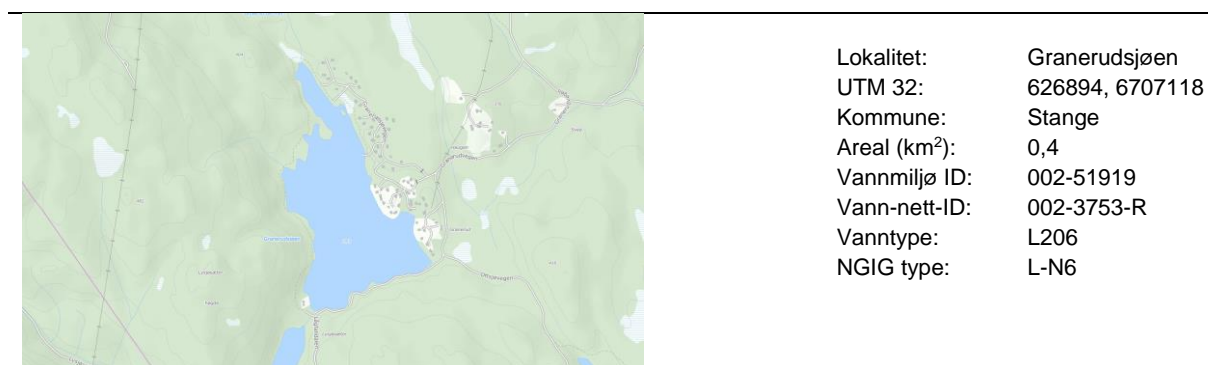 Lokalitet: Granerudsjøen
UTM 32: 626894, 6707118
Kommune: Stange
Areal (km²): 0,4
Vannmiljø ID: 002-51919
Vann-nett-ID: 002-3753-R
Vanntype: L206
NGIG type: L-N6